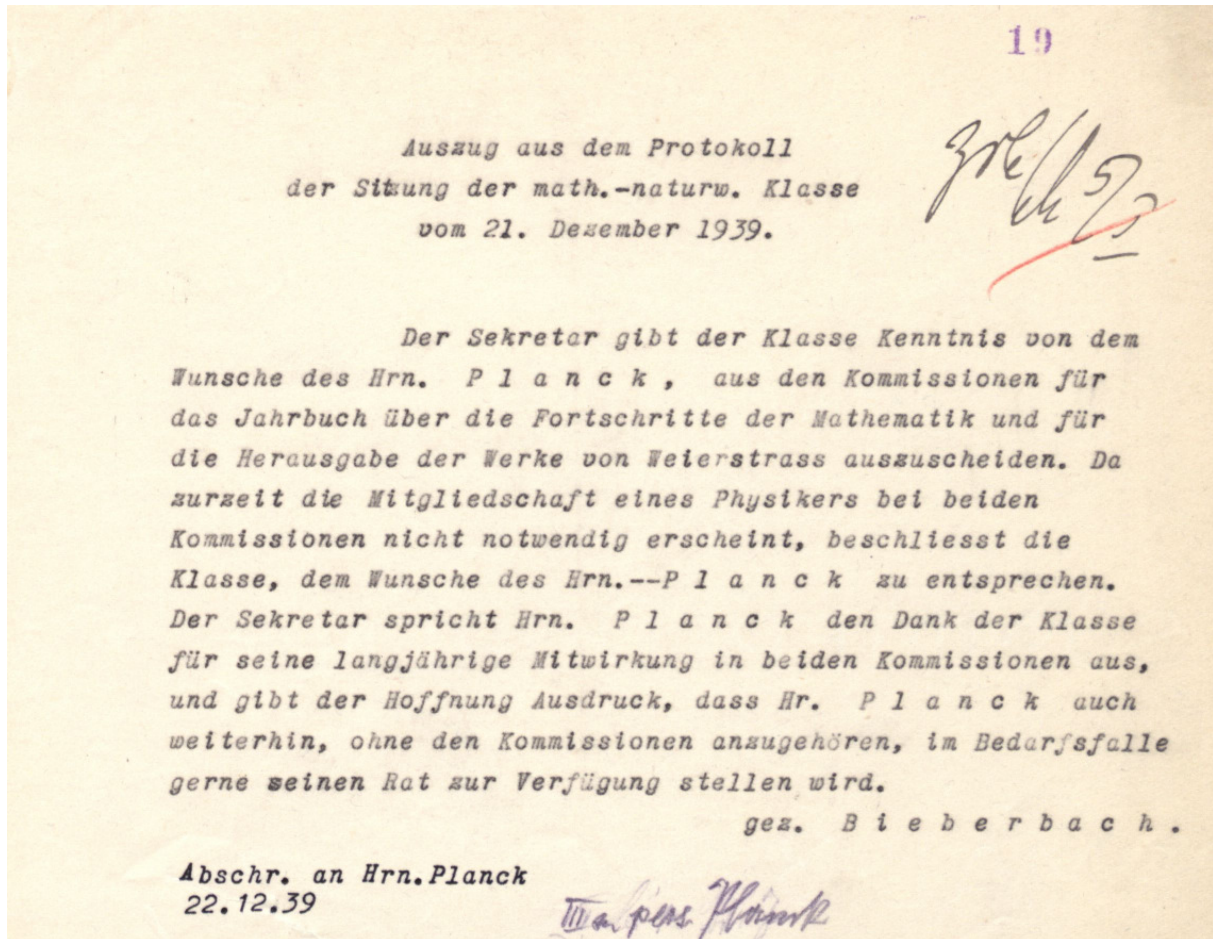 19
Auszug aus dem Protokoll
der Sitzung der math.-naturw. Klasse
vom 21. Dezember 1939.
Der Sekretar gibt der Klasse Kenntnis von dem
Wunsche des Hrn. P l a n c k , aus den Kommissionen für
das Jahrbuch über die Fortschritte der Mathematik und für
die Herausgabe der Werke von Weierstrass auszuscheiden. Da
zurzeit die Mitgliedschaft eines Physikers bei beiden
Kommissionen nicht notwendig erscheint, beschliesst die
Klasse, dem Wunsche des Hrn.--P l a n c k zu entsprechen.
Der Sekretar spricht Hrn. P l a n c k den Dank der Klasse
für seine langjährige Mitwirkung in beiden Kommissionen aus,
und gibt der Hoffnung Ausdruck, dass Hr. P l a n c k auch
weiterhin, ohne den Kommissionen anzugehören, im Bedarfsfalle
gerne seinen Rat zur Verfügung stellen wird.
gez. B i e b e r b a c h .
Abschr. an Hrn.Planck
22.12.39
pers Planck